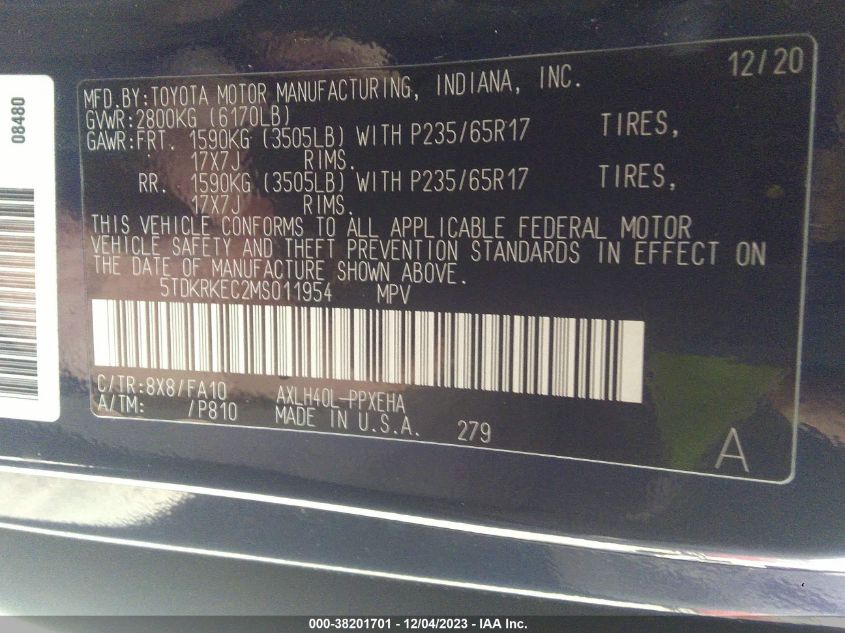 08480
12/20
MFD.BY:TOYOTA MOTOR MANUFACTURING, INDIANA, INC.
GVWR:2800KG (6170LB)
GAWR:FRT. 1590KG (3505LB) WITH P235/65R17 TIRES,
17X7J RIMS.
RR. 1590KG (3505LB) WITH P235/65R17 TIRES,
17X7J RIMS.
THIS VEHICLE CONFORMS TO ALL APPLICABLE FEDERAL MOTOR
VEHICLE SAFETY AND THEFT PREVENTION STANDARDS IN EFFECT ON
THE DATE OF MANUFACTURE SHOWN ABOVE.
5TDKRKEC2MS011954 MPV
C/TR:8X8/FA10 AXLH40L-PPXEHA
A/TM: /P810 MADE IN U.S.A. 279
A
000-38201701 - 12/04/2023 - IAA Inc.